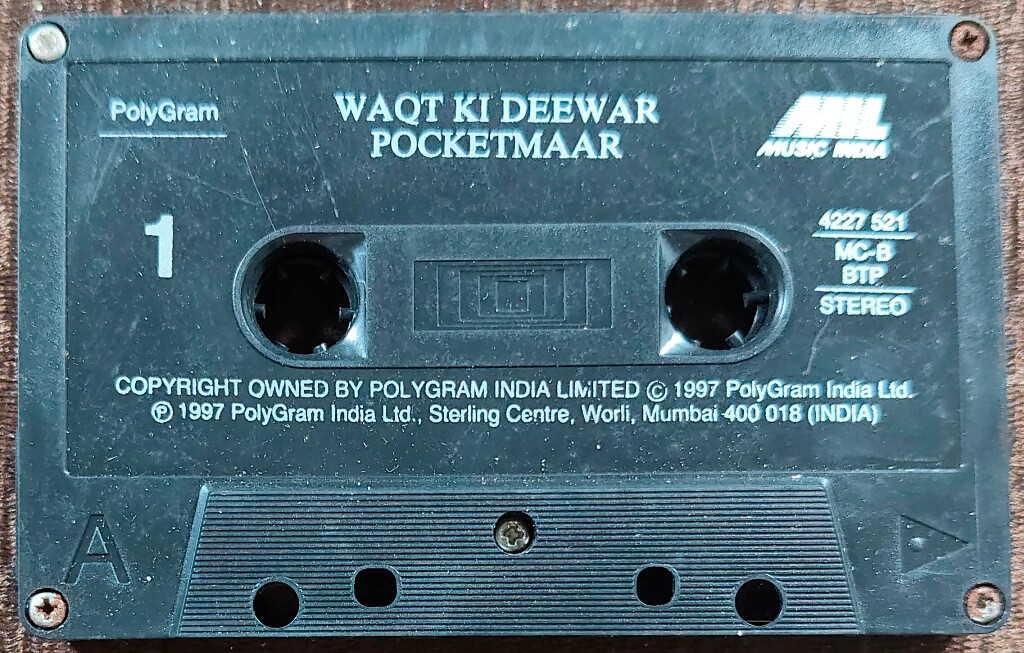 PolyGram
WAQT KI DEEWAR
POCKETMAAR
MIL
MUSIC INDIA
1
4227 521
MC-B
BTP
STEREO
COPYRIGHT OWNED BY POLYGRAM INDIA LIMITED © 1997 PolyGram India Ltd.
℗ 1997 PolyGram India Ltd., Sterling Centre, Worli, Mumbai 400 018 (INDIA)
A